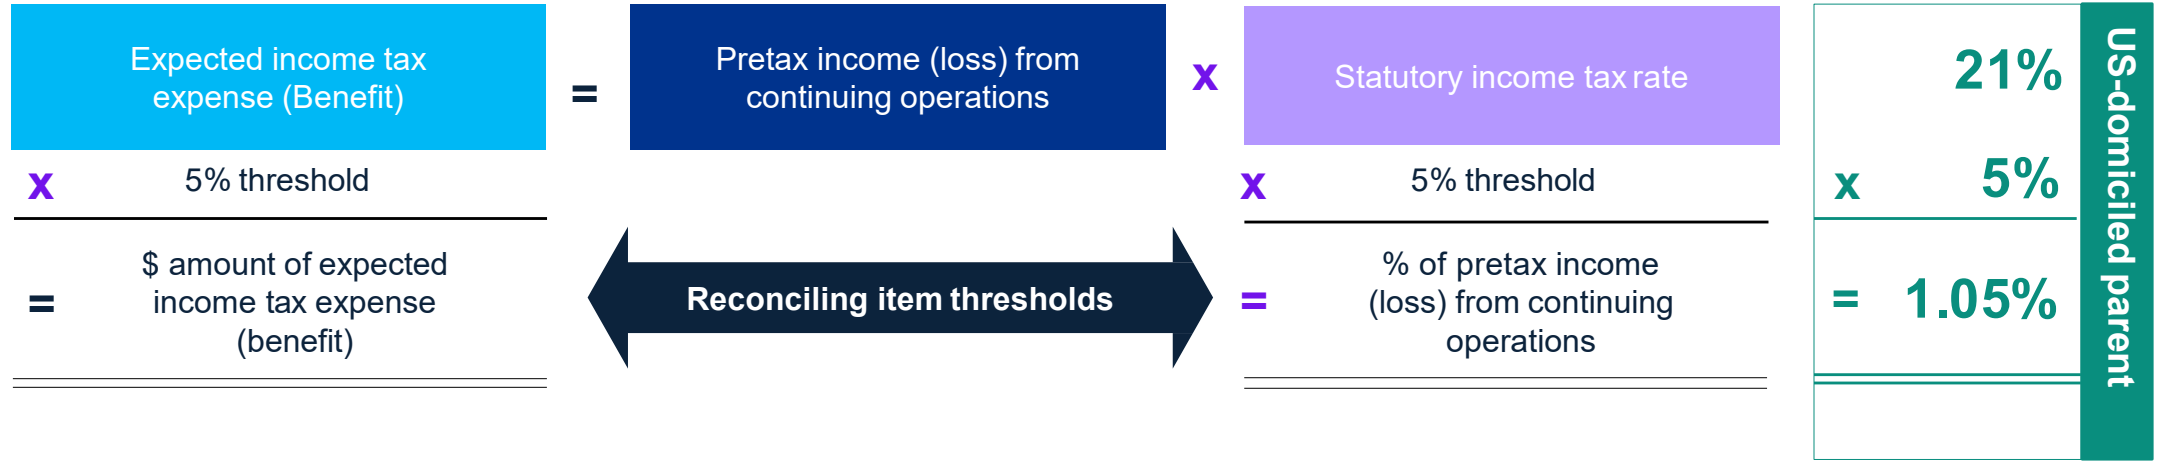 Expected income tax
expense (Benefit)
=
Pretax income (loss) from
continuing operations
x
Statutory income tax rate
x
5% threshold
=
$ amount of expected
income tax expense
(benefit)
Reconciling item thresholds
x
5% threshold
=
% of pretax income
(loss) from continuing
operations
21%
x 5%
= 1.05%
US-domiciled parent